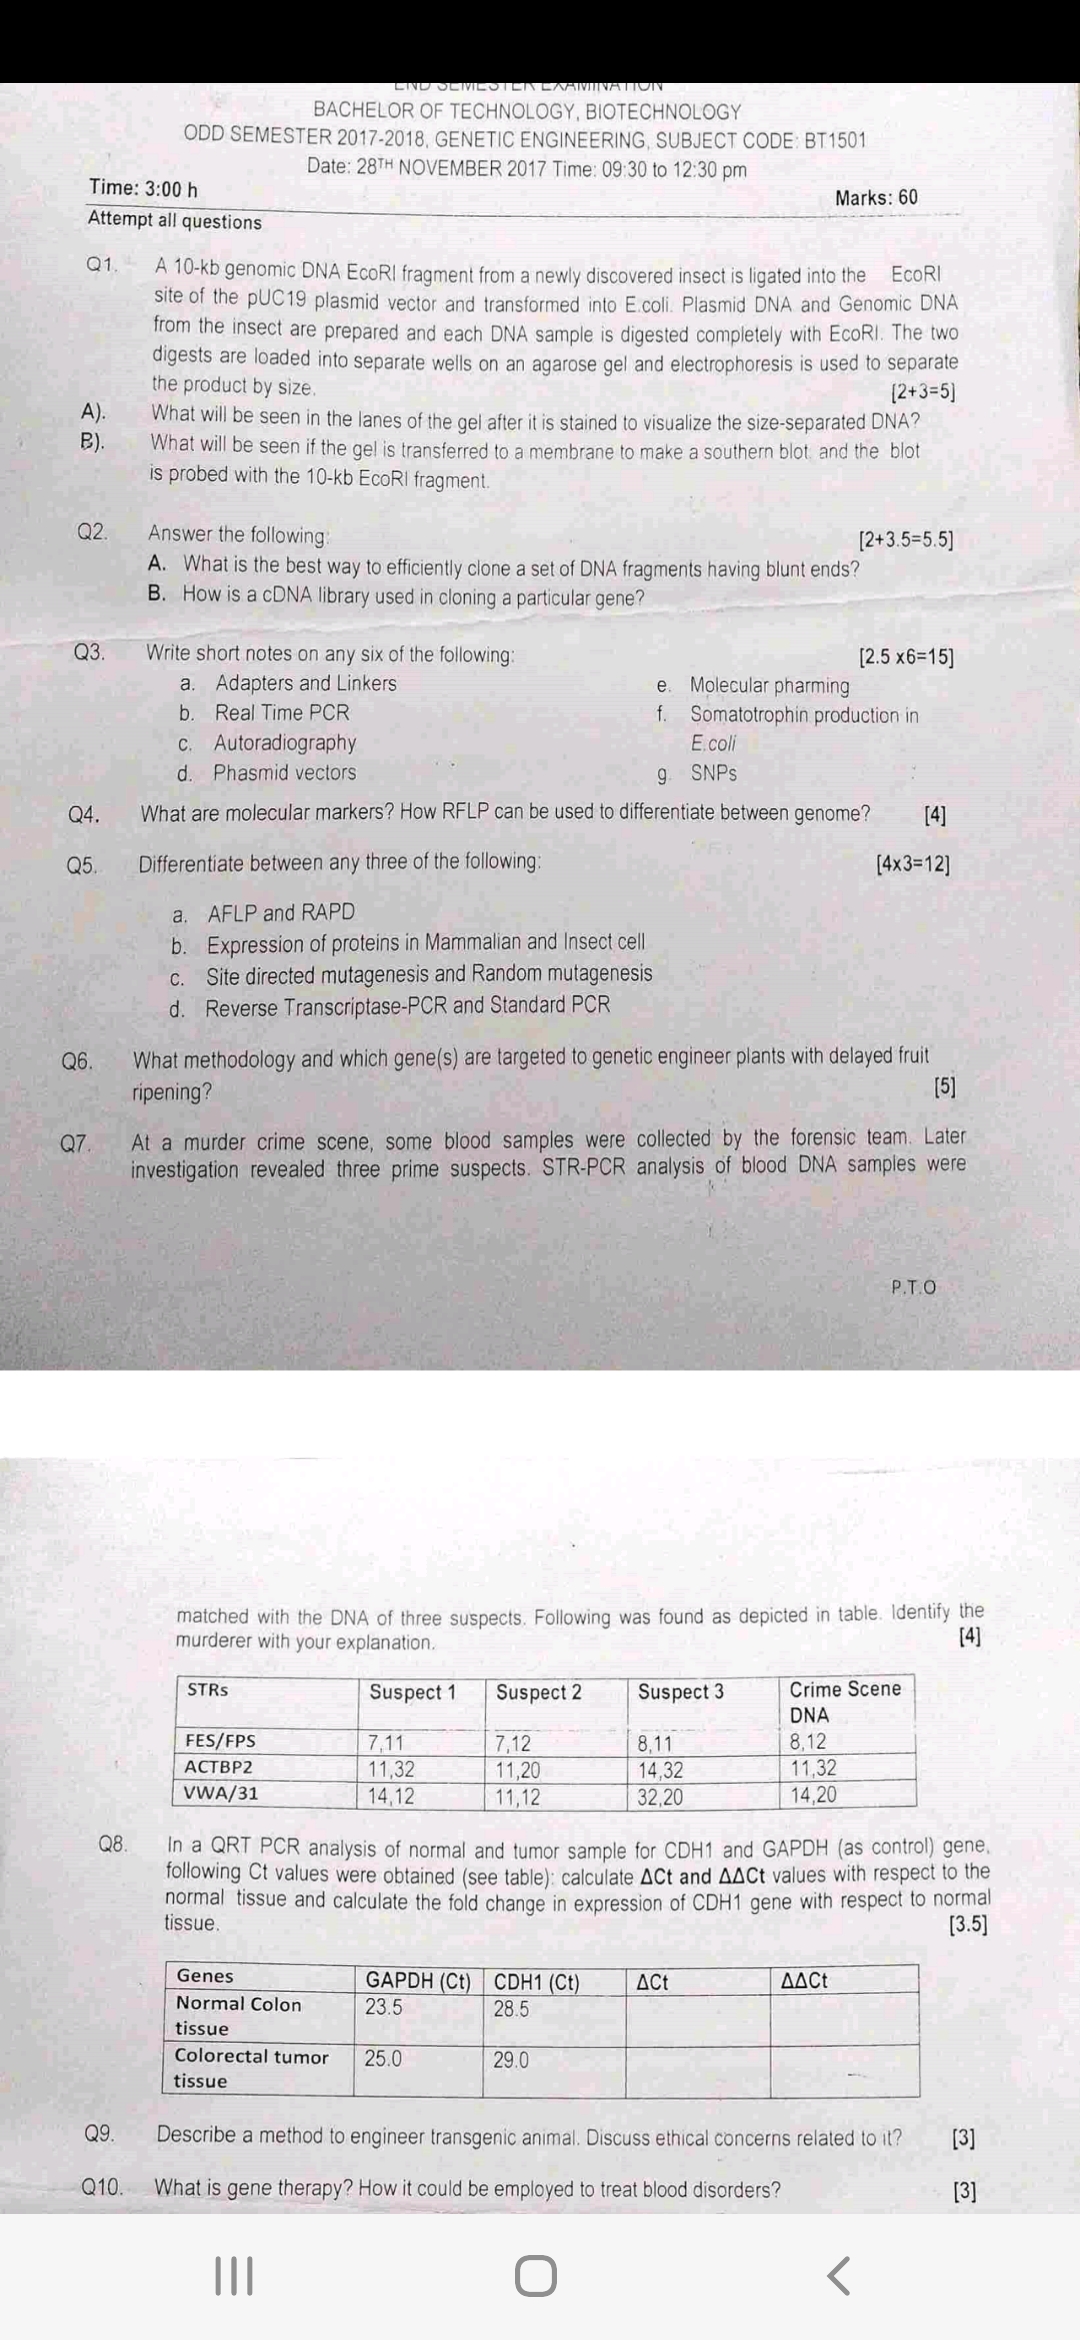 END SEMESTER EXAMINATION
BACHELOR OF TECHNOLOGY, BIOTECHNOLOGY
ODD SEMESTER 2017-2018, GENETIC ENGINEERING, SUBJECT CODE: BT1501
Date: 28TH NOVEMBER 2017 Time: 09:30 to 12:30 pm
Time: 3:00 h
Marks: 60
Attempt all questions
Q1. A 10-kb genomic DNA EcoRI fragment from a newly discovered insect is ligated into the EcoRI
site of the pUC19 plasmid vector and transformed into E.coli. Plasmid DNA and Genomic DNA
from the insect are prepared and each DNA sample is digested completely with EcoRI. The two
digests are loaded into separate wells on an agarose gel and electrophoresis is used to separate
the product by size. [2+3=5]
A). What will be seen in the lanes of the gel after it is stained to visualize the size-separated DNA?
B). What will be seen if the gel is transferred to a membrane to make a southern blot and the blot
is probed with the 10-kb EcoRI fragment.
Q2. Answer the following: [2+3.5=5.5]
A. What is the best way to efficiently clone a set of DNA fragments having blunt ends?
B. How is a cDNA library used in cloning a particular gene?
Q3. Write short notes on any six of the following: [2.5 x6=15]
a. Adapters and Linkers
b. Real Time PCR
c. Autoradiography
d. Phasmid vectors
e. Molecular pharming
f. Somatotrophin production in
E.coli
g. SNPs
Q4. What are molecular markers? How RFLP can be used to differentiate between genome? [4]
Q5. Differentiate between any three of the following: [4x3=12]
a. AFLP and RAPD
b. Expression of proteins in Mammalian and Insect cell
c. Site directed mutagenesis and Random mutagenesis
d. Reverse Transcriptase-PCR and Standard PCR
Q6. What methodology and which gene(s) are targeted to genetic engineer plants with delayed fruit
ripening? [5]
Q7. At a murder crime scene, some blood samples were collected by the forensic team. Later
investigation revealed three prime suspects. STR-PCR analysis of blood DNA samples were
P.T.O
matched with the DNA of three suspects. Following was found as depicted in table. Identify the
murderer with your explanation. [4]
STRs Suspect 1 Suspect 2 Suspect 3 Crime Scene
DNA
FES/FPS 7,11 7,12 8,11 8,12
ACTBP2 11,32 11,20 14,32 11,32
VWA/31 14,12 11,12 32,20 14,20
Q8. In a QRT PCR analysis of normal and tumor sample for CDH1 and GAPDH (as control) gene,
following Ct values were obtained (see table): calculate ΔCt and ΔΔCt values with respect to the
normal tissue and calculate the fold change in expression of CDH1 gene with respect to normal
tissue. [3.5]
Genes GAPDH (Ct) CDH1 (Ct) ΔCt ΔΔCt
Normal Colon 23.5 28.5
tissue
Colorectal tumor 25.0 29.0
tissue
Q9. Describe a method to engineer transgenic animal. Discuss ethical concerns related to it? [3]
Q10. What is gene therapy? How it could be employed to treat blood disorders? [3]